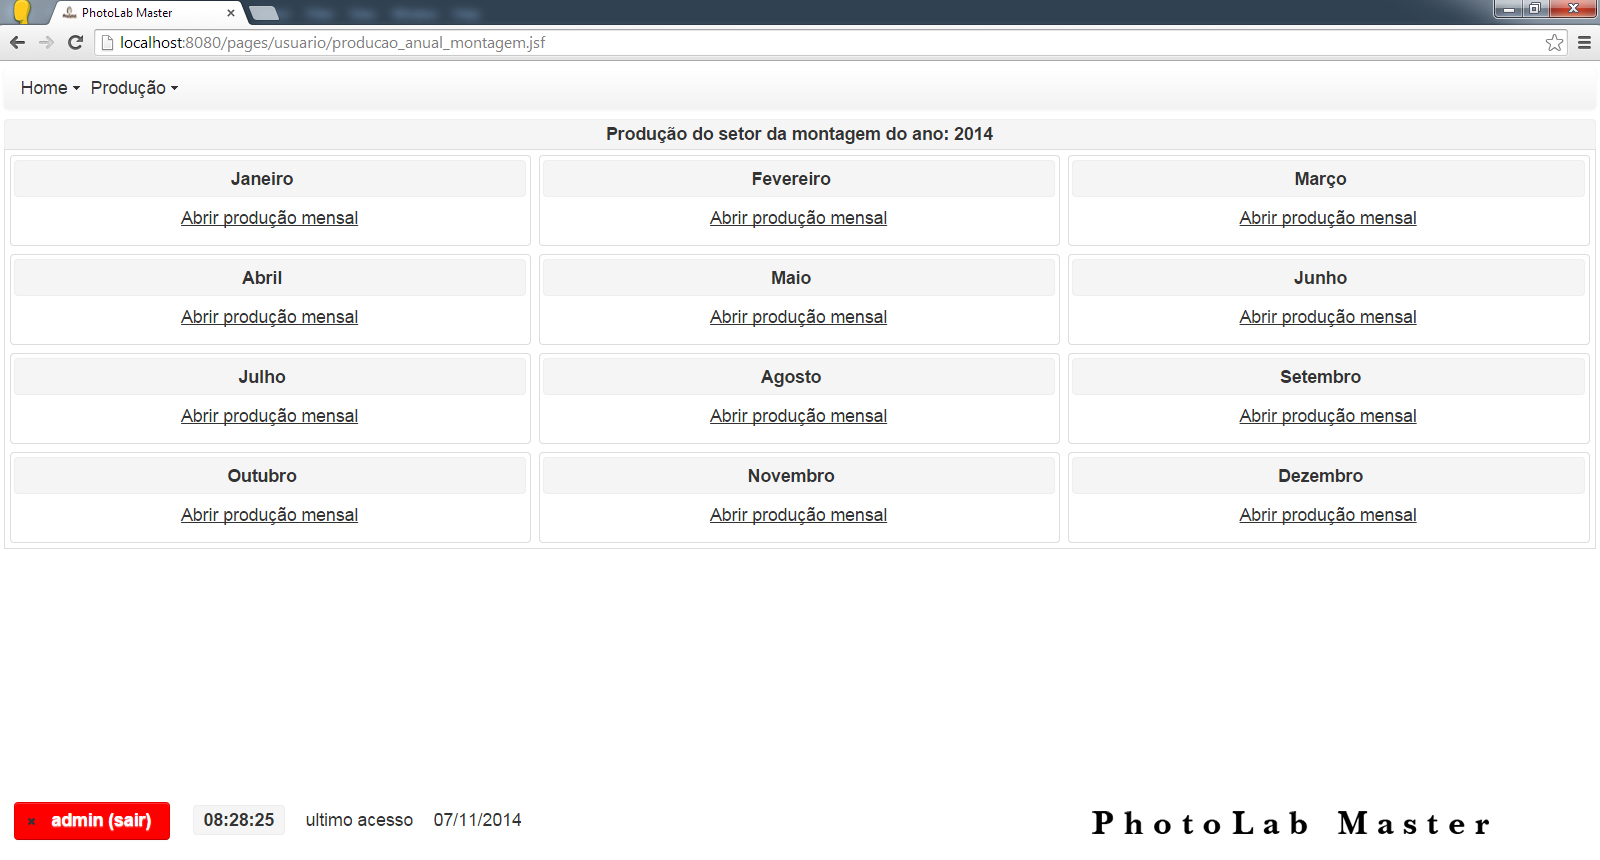 PhotoLab Master
localhost:8080/pages/usuario/producao_anual_montagem.jsf
Home Produção
Produção do setor da montagem do ano: 2014
Janeiro Fevereiro Março
Abrir produção mensal Abrir produção mensal Abrir produção mensal
Abril Maio Junho
Abrir produção mensal Abrir produção mensal Abrir produção mensal
Julho Agosto Setembro
Abrir produção mensal Abrir produção mensal Abrir produção mensal
Outubro Novembro Dezembro
Abrir produção mensal Abrir produção mensal Abrir produção mensal
admin (sair) 08:28:25 ultimo acesso 07/11/2014 PhotoLab Master